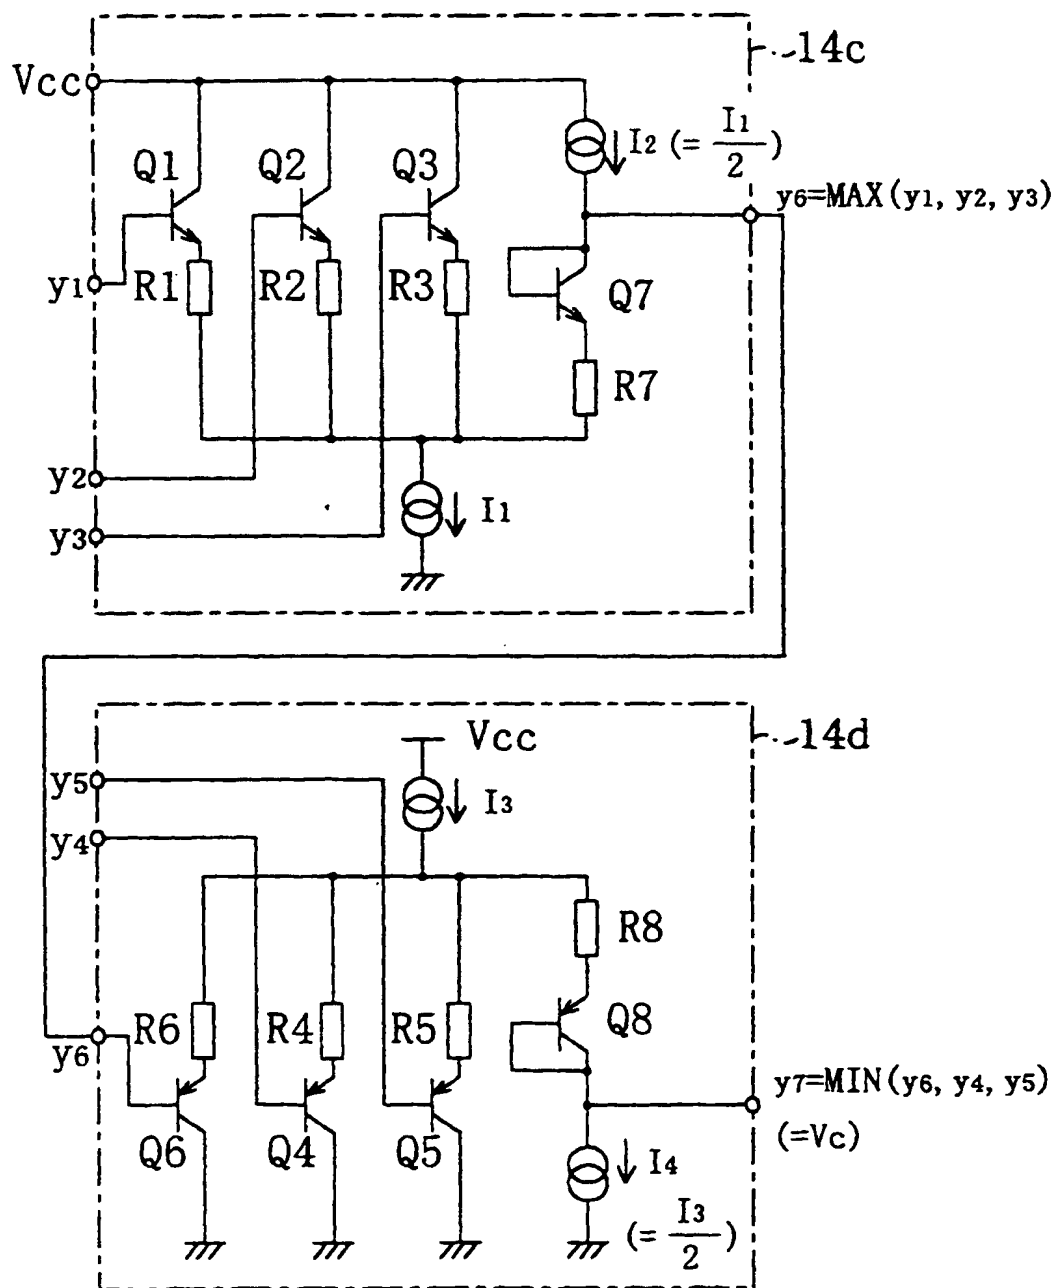 14c
Vcc
I2 (= I1/2)
Q1
Q2
Q3
y6=MAX(y1, y2, y3)
y1
R1
R2
R3
Q7
R7
y2
y3
I1
14d
Vcc
y5
I3
y4
R8
R6
R4
R5
Q8
y6
y7=MIN(y6, y4, y5)
(=Vc)
Q6
Q4
Q5
I4
(= I3/2)